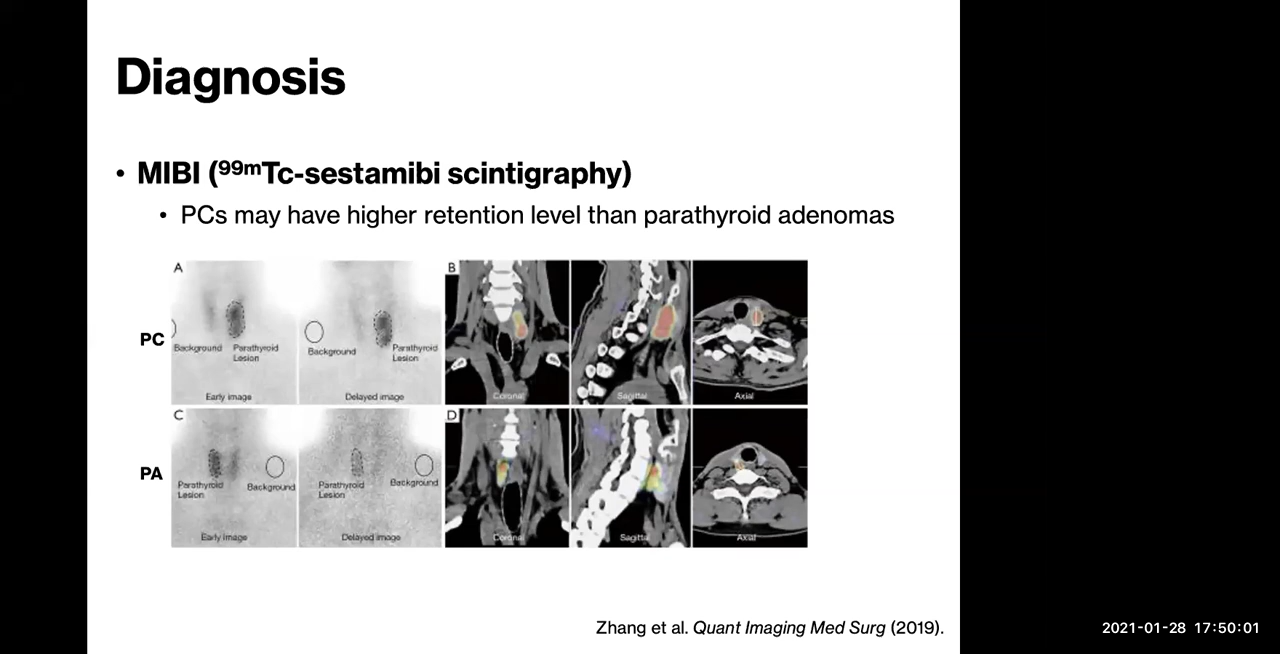 Diagnosis
• MIBI (99mTc-sestamibi scintigraphy)
• PCs may have higher retention level than parathyroid adenomas
A
B
PC
Background
Parathyroid
Lesion
Background
Parathyroid
Lesion
Early image
Delayed image
Coronal
Sagittal
Axial
C
D
PA
Parathyroid
Lesion
Background
Parathyroid
Lesion
Background
Early image
Delayed image
Coronal
Sagittal
Axial
Zhang et al. Quant Imaging Med Surg (2019).
2021-01-28 17:50:01